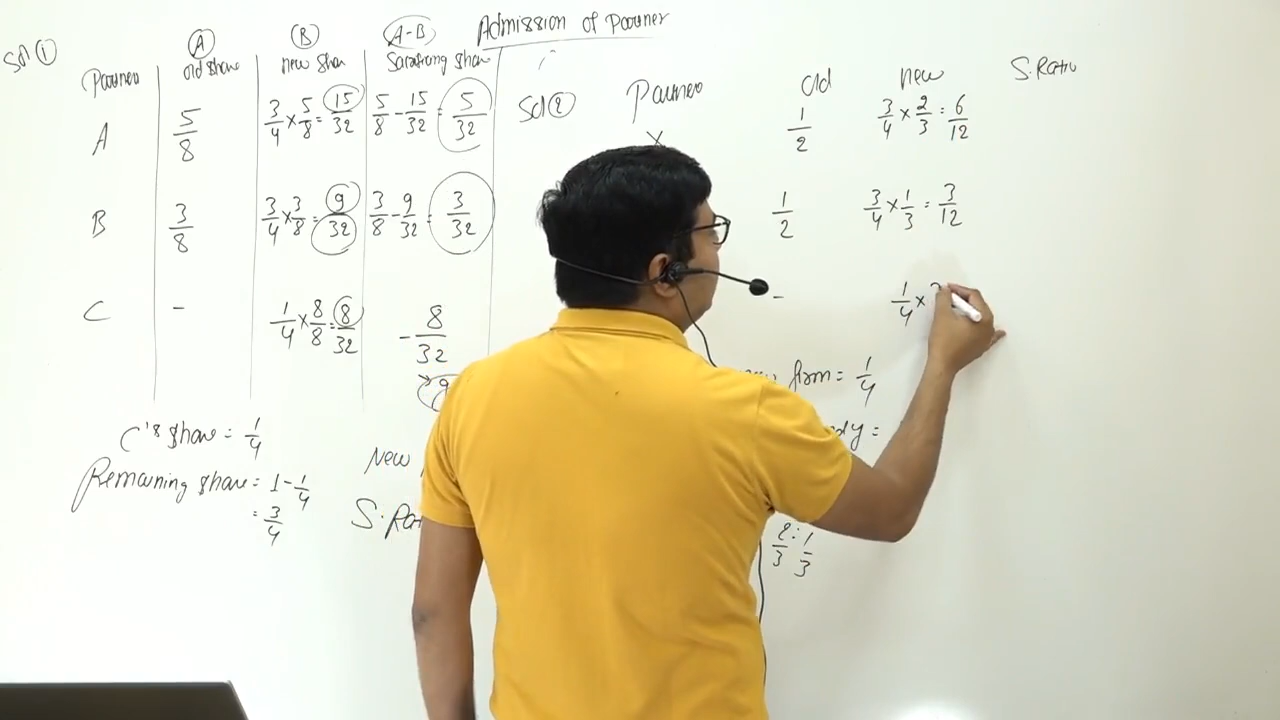 Admission of Partner
Sol ①
Partner
Ⓐ
old share
Ⓑ
new share
(A-B)
Sacrificing share
A
5/8
3/4 × 5/8 = 15/32
5/8 - 15/32 = 5/32
B
3/8
3/4 × 3/8 = 9/32
3/8 - 9/32 = 3/32
C
-
1/4 × 8/8 = 8/32
- 8/32
C's share = 1/4
Remaining share = 1 - 1/4
= 3/4
New
Sol ②
Partner
old
new
S. Ratio
X
1/2
3/4 × 2/3 = 6/12
1/2
3/4 × 1/3 = 3/12
-
1/4 ×
firm = 1/4
=
2/3 : 1/3